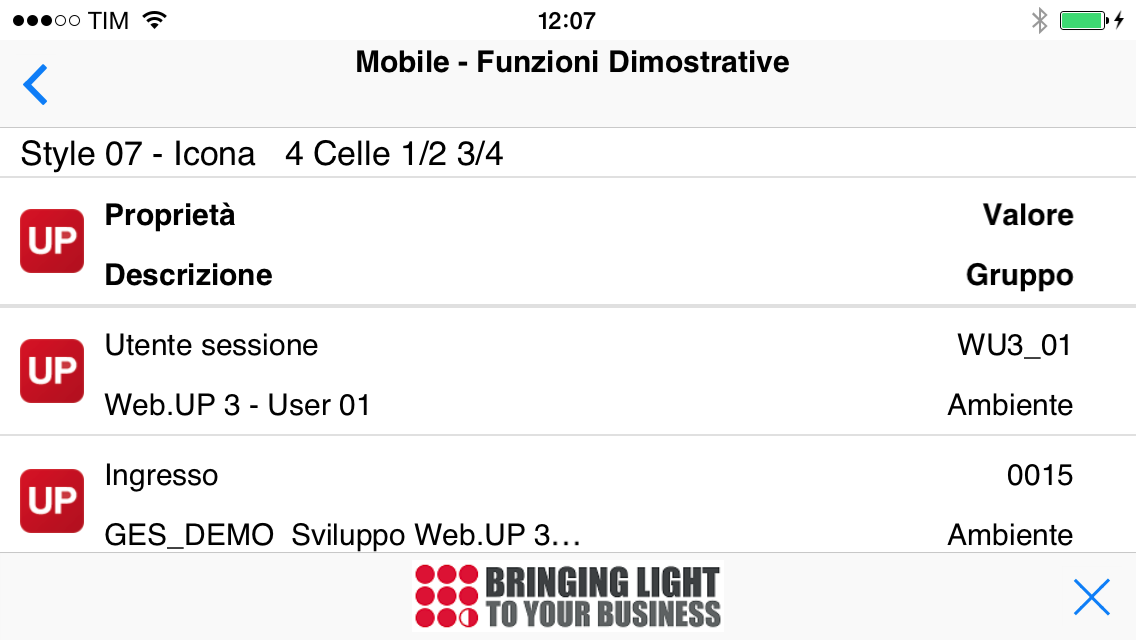 TIM 12:07
Mobile - Funzioni Dimostrative
Style 07 - Icona 4 Celle 1/2 3/4
UP
Proprietà Valore
Descrizione Gruppo
UP
Utente sessione WU3_01
Web.UP 3 - User 01 Ambiente
UP
Ingresso 0015
GES_DEMO Sviluppo Web.UP 3... Ambiente
BRINGING LIGHT
TO YOUR BUSINESS